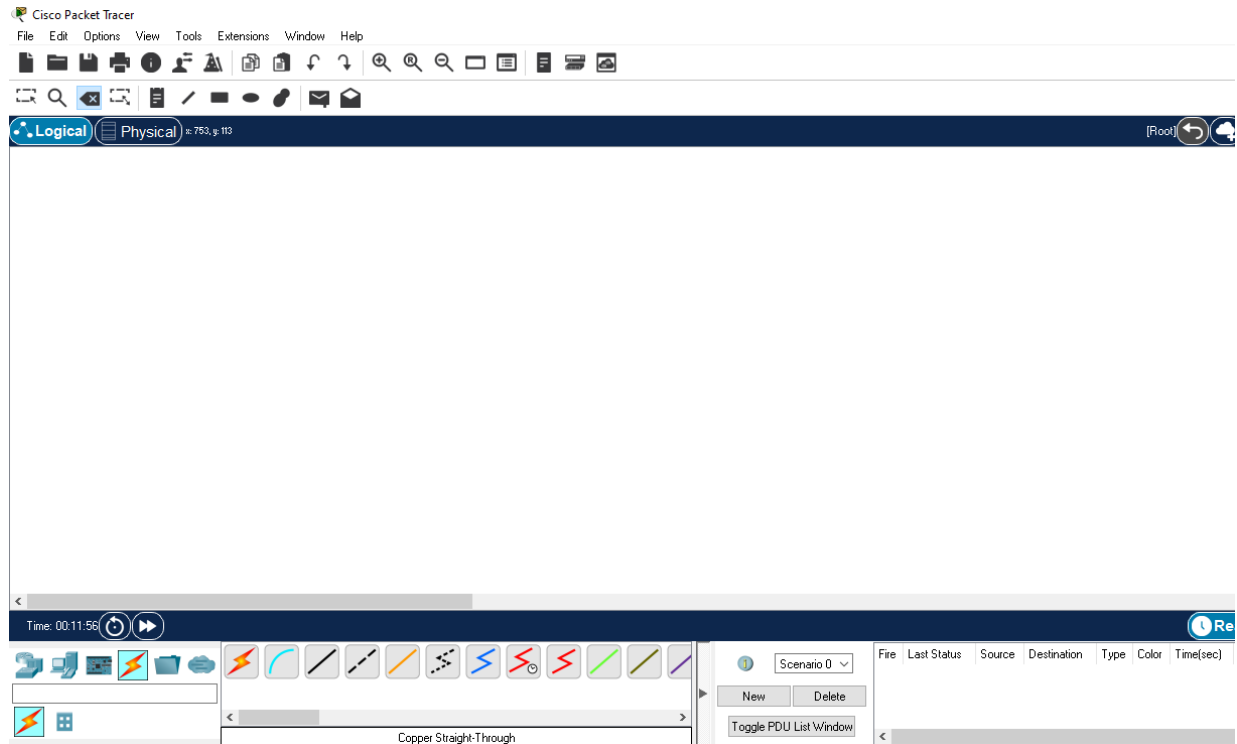 Cisco Packet Tracer
File Edit Options View Tools Extensions Window Help
Logical Physical x: 753, y: 113 [Root]
Time: 00:11:56 Re
Scenario 0
Fire Last Status Source Destination Type Color Time(sec)
New Delete
Toggle PDU List Window
Copper Straight-Through